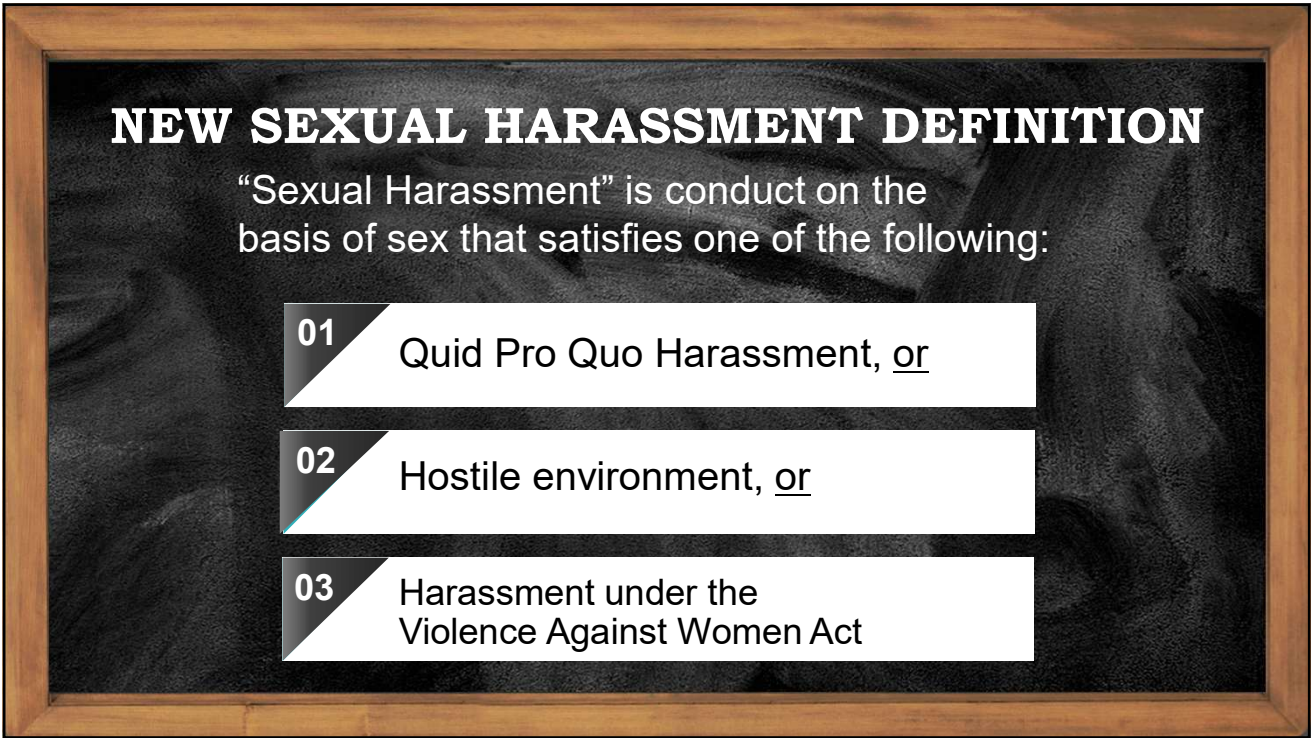 NEW SEXUAL HARASSMENT DEFINITION
“Sexual Harassment” is conduct on the
basis of sex that satisfies one of the following:
01
Quid Pro Quo Harassment, or
02
Hostile environment, or
03
Harassment under the
Violence Against Women Act